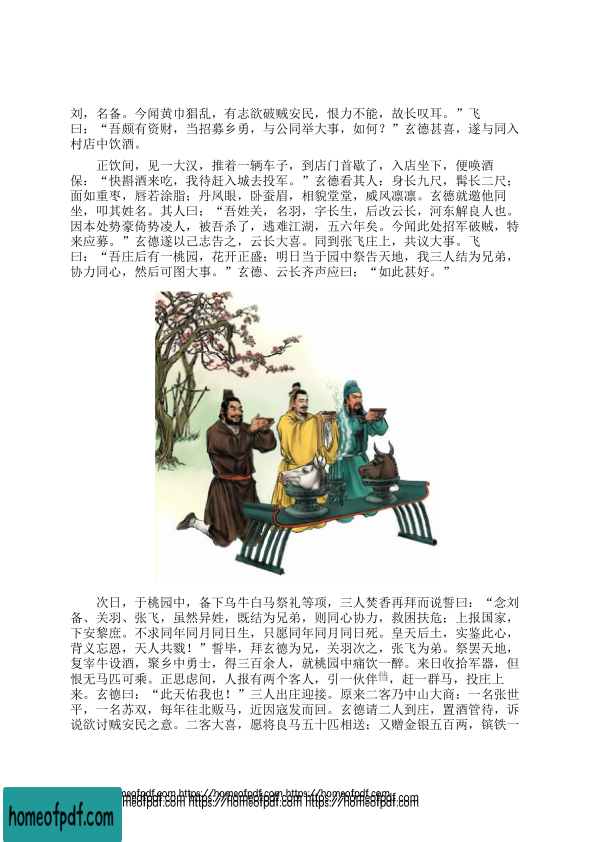 刘，名备。今闻黄巾猖乱，有志欲破贼安民，恨力不能，故长叹耳。”飞
曰：“吾颇有资财，当招募乡勇，与公同举大事，如何？”玄德甚喜，遂与同入
村店中饮酒。
正饮间，见一大汉，推着一辆车子，到店门首歇了，入店坐下，便唤酒
保：“快斟酒来吃，我待赶入城去投军。”玄德看其人：身长九尺，髯长二尺；
面如重枣，唇若涂脂；丹凤眼，卧蚕眉，相貌堂堂，威风凛凛。玄德就邀他同
坐，叩其姓名。其人曰：“吾姓关，名羽，字长生，后改云长，河东解良人也。
因本处势豪倚势凌人，被吾杀了，逃难江湖，五六年矣。今闻此处招军破贼，特
来应募。”玄德遂以己志告之，云长大喜。同到张飞庄上，共议大事。飞
曰：“吾庄后有一桃园，花开正盛；明日当于园中祭告天地，我三人结为兄弟，
协力同心，然后可图大事。”玄德、云长齐声应曰：“如此甚好。”
次日，于桃园中，备下乌牛白马祭礼等项，三人焚香再拜而说誓曰：“念刘
备、关羽、张飞，虽然异姓，既结为兄弟，则同心协力，救困扶危；上报国家，
下安黎庶。不求同年同月同日生，只愿同年同月同日死。皇天后土，实鉴此心，
背义忘恩，天人共戮！”誓毕，拜玄德为兄，关羽次之，张飞为弟。祭罢天地，
复宰牛设酒，聚乡中勇士，得三百余人，就桃园中痛饮一醉。来日收拾军器，但
恨无马匹可乘。正思虑间，人报有两个客人，引一伙伴当，赶一群马，投庄上
来。玄德曰：“此天佑我也！”三人出庄迎接。原来二客乃中山大商：一名张世
平，一名苏双，每年往北贩马，近因寇发而回。玄德请二人到庄，置酒管待，诉
说欲讨贼安民之意。二客大喜，愿将良马五十匹相送；又赠金银五百两，镔铁一
homeofpdf.com https://homeofpdf.com https://homeofpdf.com
homeofpdf.com https://homeofpdf.com https://homeofpdf.com
homeofpdf.com